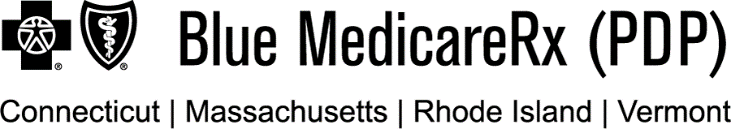 ® ® Blue MedicareRx (PDP)
Connecticut | Massachusetts | Rhode Island | Vermont